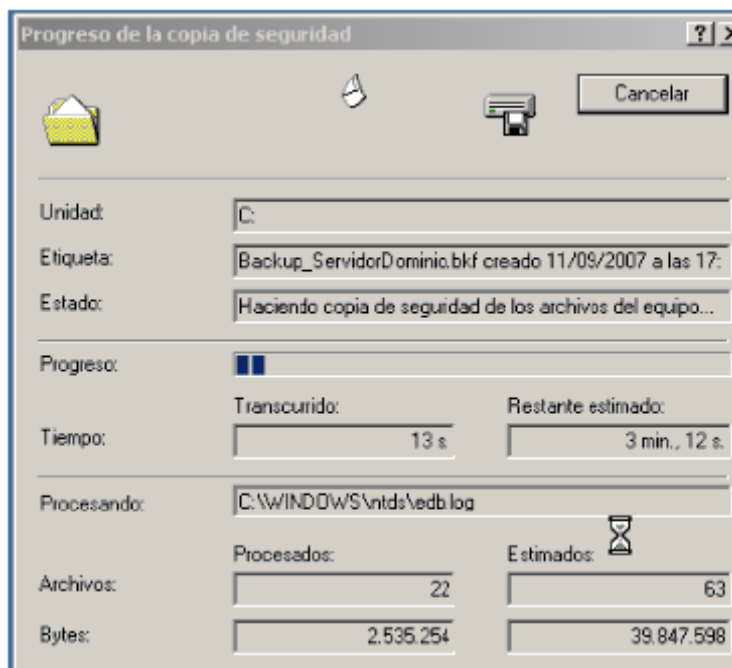 Progreso de la copia de seguridad
Cancelar
Unidad: C:
Etiqueta: Backup_ServidorDominio.bkf creado 11/09/2007 a las 17:
Estado: Haciendo copia de seguridad de los archivos del equipo...
Progreso:
Transcurrido: Restante estimado:
Tiempo: 13 s. 3 min., 12 s.
Procesando: C:\WINDOWS\ntds\edb.log
Procesados: Estimados:
Archivos: 22 63
Bytes: 2.535.254 39.847.598